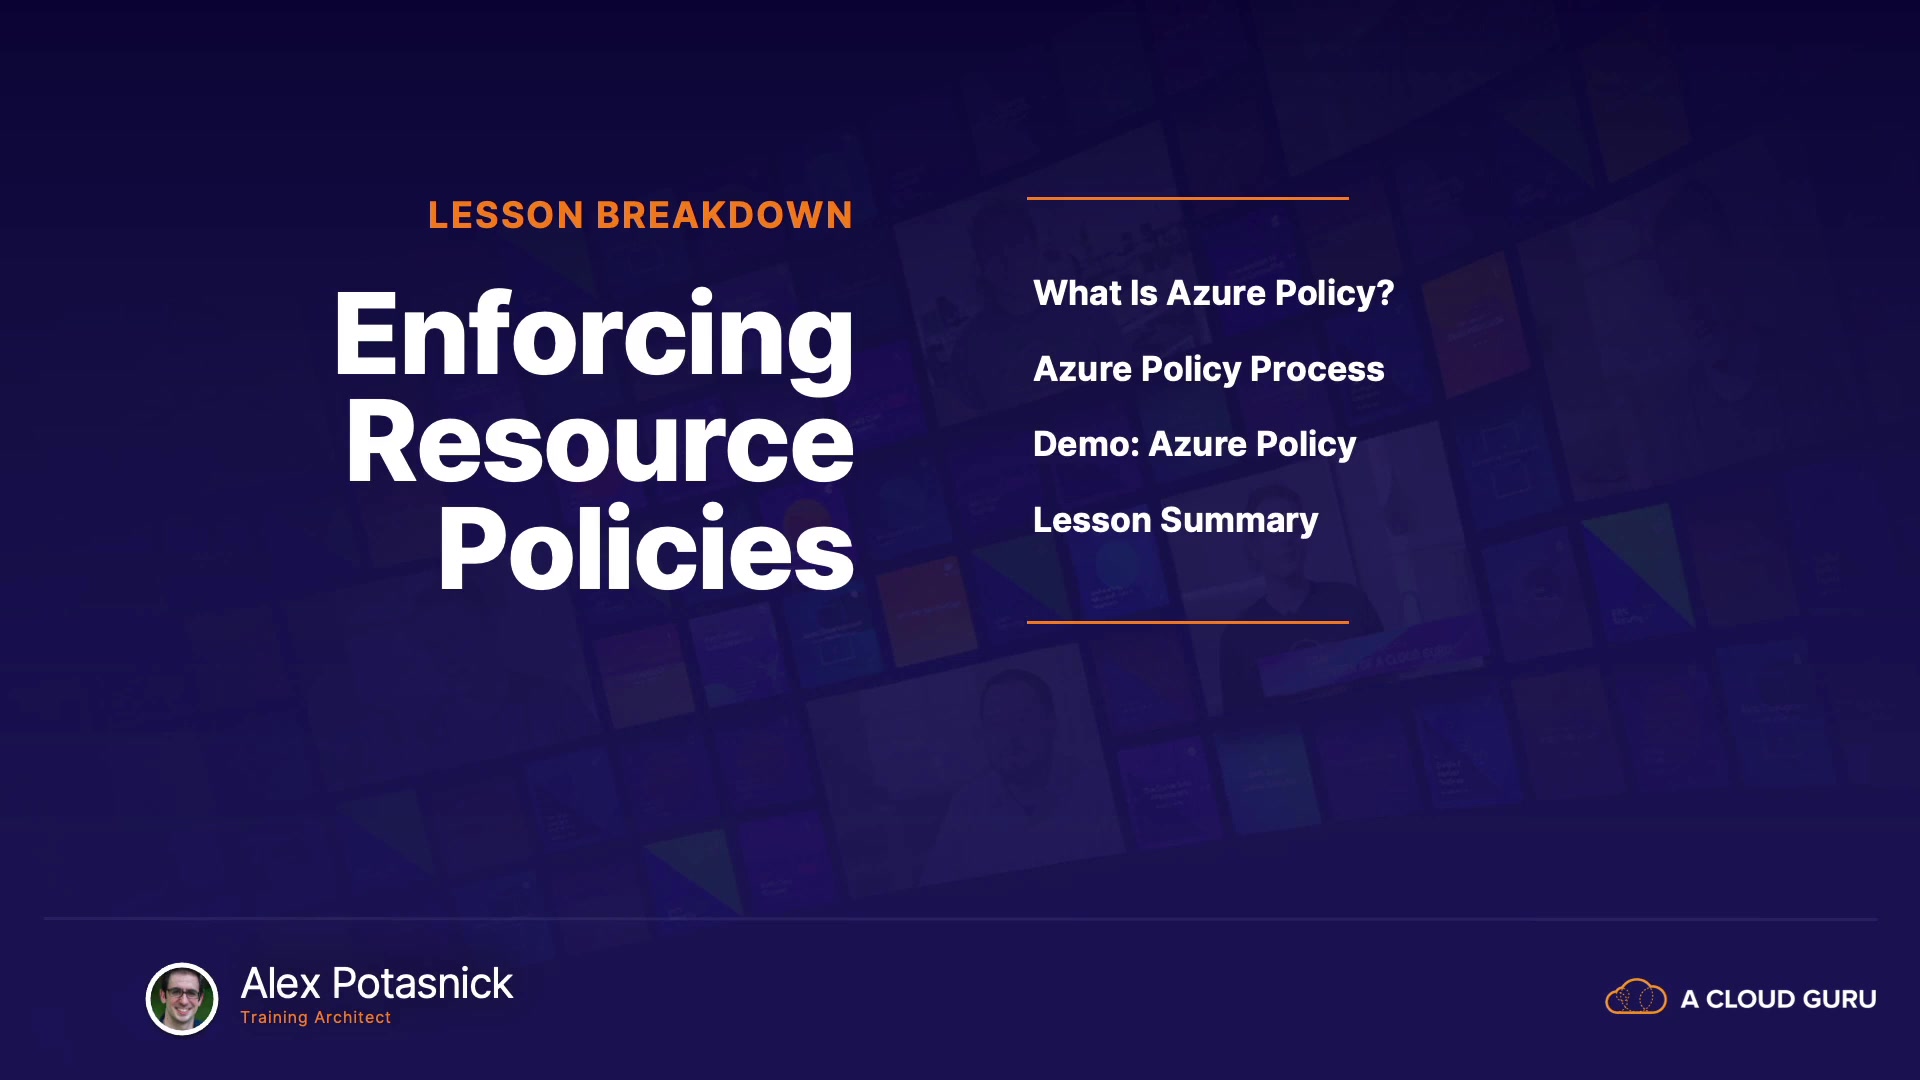 LESSON BREAKDOWN
Enforcing
Resource
Policies
What Is Azure Policy?
Azure Policy Process
Demo: Azure Policy
Lesson Summary
Alex Potasnick
Training Architect
A CLOUD GURU